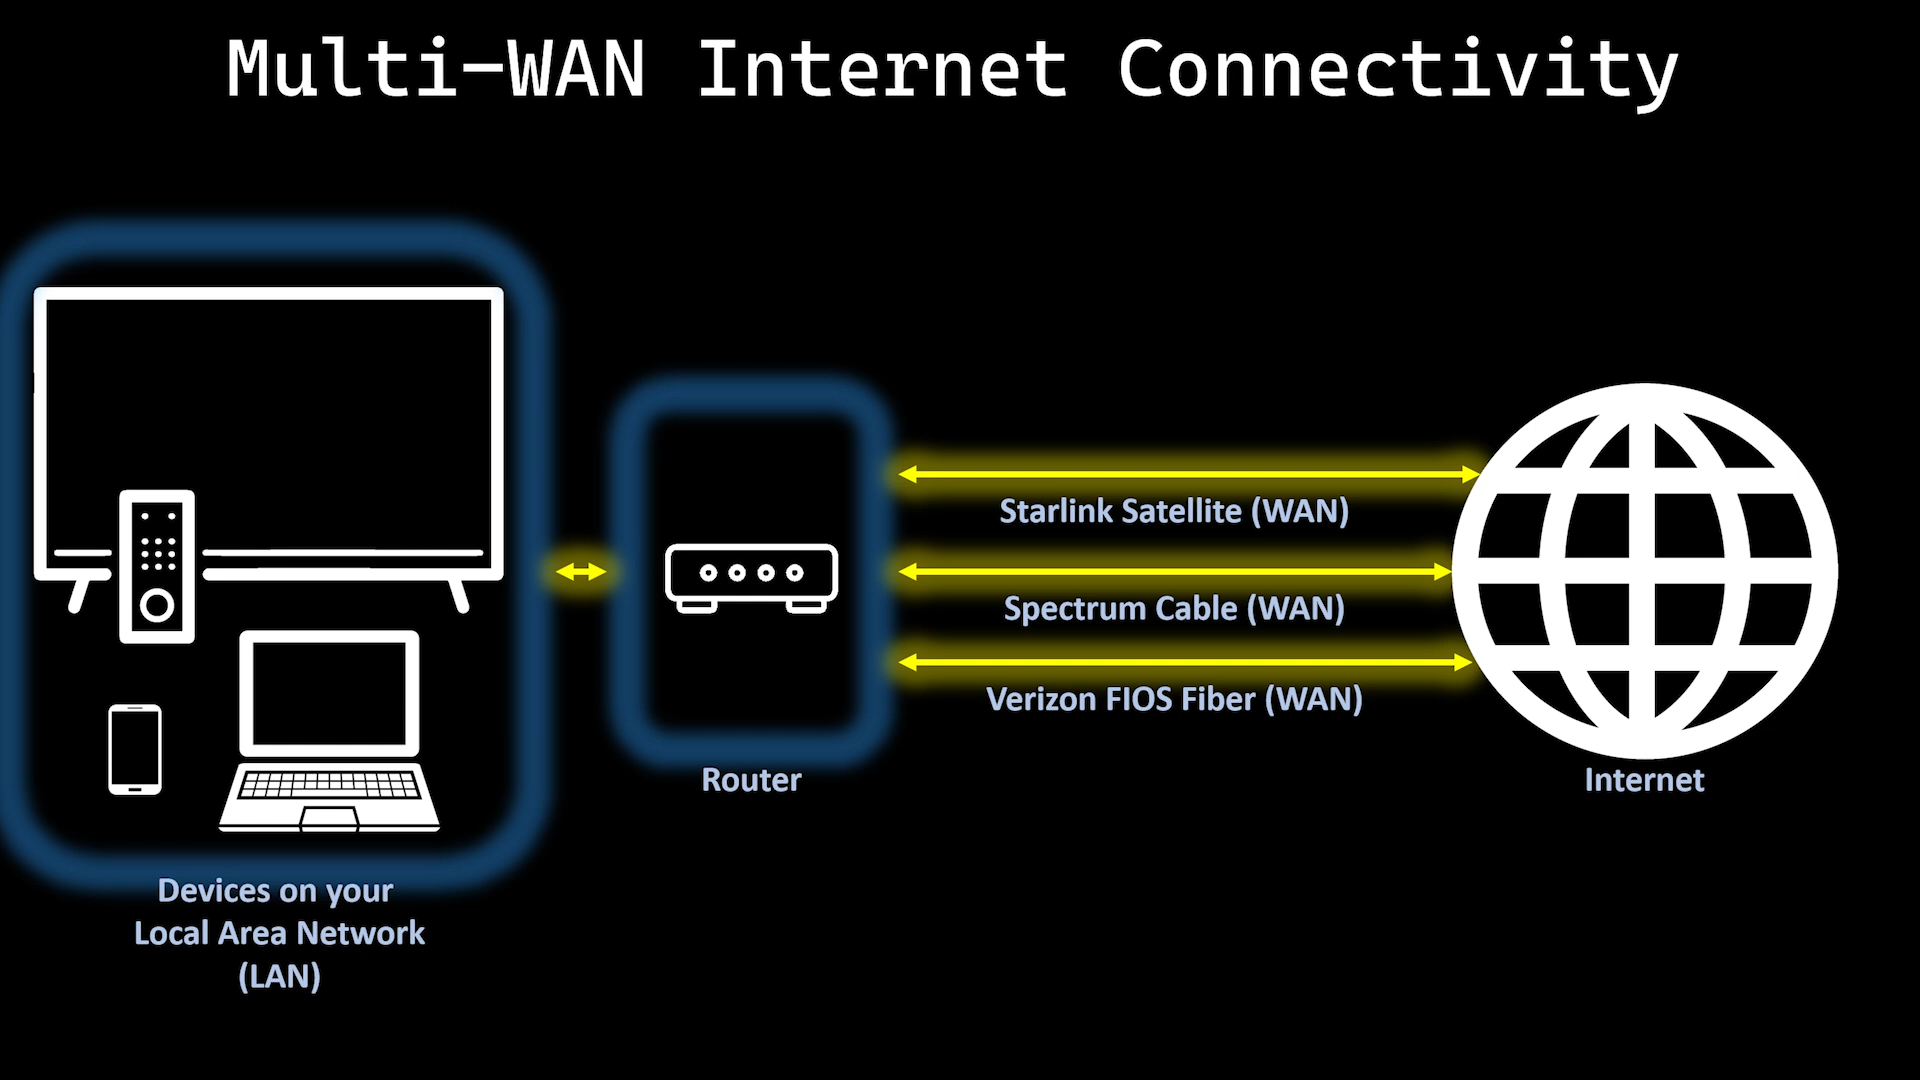 Multi-WAN Internet Connectivity
Starlink Satellite (WAN)
Spectrum Cable (WAN)
Verizon FIOS Fiber (WAN)
Router
Internet
Devices on your
Local Area Network
(LAN)